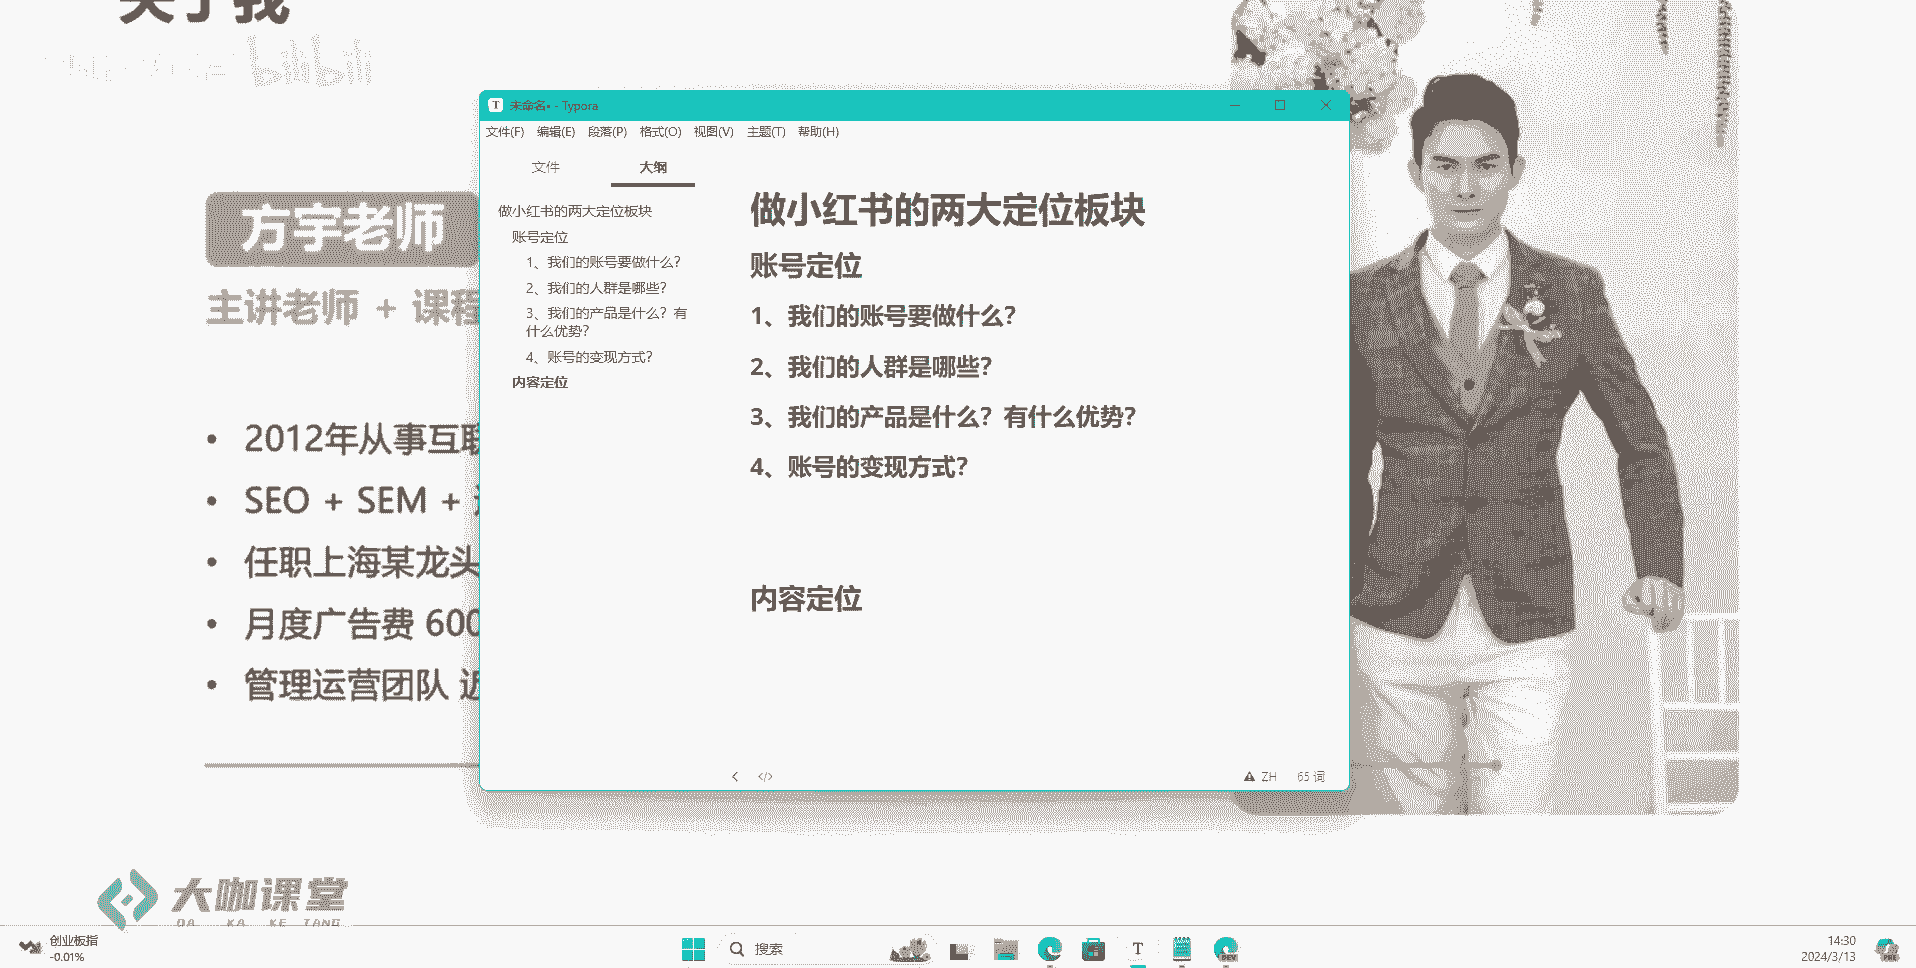 关于我
bilibili
方宇老师
主讲老师 + 课程
• 2012年从事互联
• SEO + SEM +
• 任职上海某龙头
• 月度广告费 600
• 管理运营团队 近
未命名• - Typora
文件(F) 编辑(E) 段落(P) 格式(O) 视图(V) 主题(T) 帮助(H)
文件 大纲
做小红书的两大定位板块
账号定位
1、我们的账号要做什么？
2、我们的人群是哪些？
3、我们的产品是什么？有
什么优势？
4、账号的变现方式？
内容定位
做小红书的两大定位板块
账号定位
1、我们的账号要做什么？
2、我们的人群是哪些？
3、我们的产品是什么？有什么优势？
4、账号的变现方式？
内容定位
ZH 65 词
大咖课堂
DA KA KE TANG
创业板指
-0.01%
搜索
T
DEV
14:30
2024/3/13
PRE